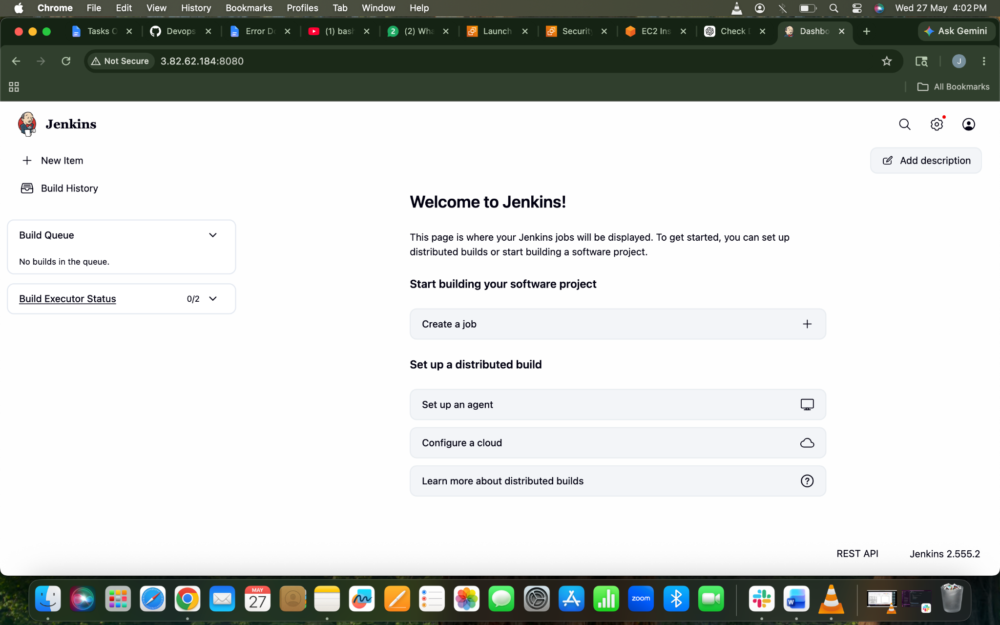 Chrome File Edit View History Bookmarks Profiles Tab Window Help Wed 27 May 4:02 PM
Tasks O Devops Error Do (1) bash 2 (2) Wha Launch Security EC2 Ins Check D Dashbo Ask Gemini
Not Secure 3.82.62.184:8080 J
All Bookmarks
Jenkins
New Item Add description
Build History
Welcome to Jenkins!
Build Queue
This page is where your Jenkins jobs will be displayed. To get started, you can set up
distributed builds or start building a software project.
No builds in the queue.
Start building your software project
Build Executor Status 0/2
Create a job
Set up a distributed build
Set up an agent
Configure a cloud
Learn more about distributed builds
REST API Jenkins 2.555.2
MAY
27
zoom
W